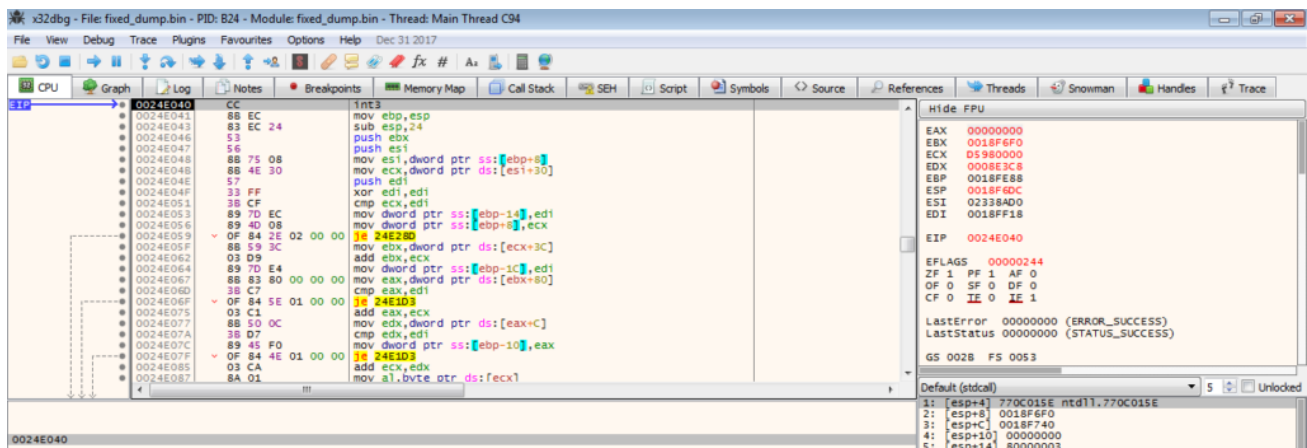 x32dbg - File: fixed_dump.bin - PID: B24 - Module: fixed_dump.bin - Thread: Main Thread C94
File View Debug Trace Plugins Favourites Options Help Dec 31 2017
CPU Graph Log Notes Breakpoints Memory Map Call Stack SEH Script Symbols Source References Threads Snowman Handles Trace
EIP 0024E040 CC int3
0024E041 8B EC mov ebp,esp
0024E043 83 EC 24 sub esp,24
0024E046 53 push ebx
0024E047 56 push esi
0024E048 8B 75 08 mov esi,dword ptr ss:[ebp+8]
0024E04B 8B 4E 30 mov ecx,dword ptr ds:[esi+30]
0024E04E 57 push edi
0024E04F 33 FF xor edi,edi
0024E051 3B CF cmp ecx,edi
0024E053 89 7D EC mov dword ptr ss:[ebp-14],edi
0024E056 89 4D 08 mov dword ptr ss:[ebp+8],ecx
0024E059 0F 84 2E 02 00 00 je 24E28D
0024E05F 8B 59 3C mov ebx,dword ptr ds:[ecx+3C]
0024E062 03 D9 add ebx,ecx
0024E064 89 7D E4 mov dword ptr ss:[ebp-1C],edi
0024E067 8B 83 80 00 00 00 mov eax,dword ptr ds:[ebx+80]
0024E06D 3B C7 cmp eax,edi
0024E06F 0F 84 5E 01 00 00 je 24E1D3
0024E075 03 C1 add eax,ecx
0024E077 8B 50 0C mov edx,dword ptr ds:[eax+C]
0024E07A 3B D7 cmp edx,edi
0024E07C 89 45 F0 mov dword ptr ss:[ebp-10],eax
0024E07F 0F 84 4E 01 00 00 je 24E1D3
0024E085 03 CA add ecx,edx
0024E087 8A 01 mov al,byte ptr ds:[ecx]
0024E040
Hide FPU
EAX 00000000
EBX 0018F6F0
ECX D5980000
EDX 0008E3C8
EBP 0018FE88
ESP 0018F6DC
ESI 02338AD0
EDI 0018FF18
EIP 0024E040
EFLAGS 00000244
ZF 1 PF 1 AF 0
OF 0 SF 0 DF 0
CF 0 TF 0 IF 1
LastError 00000000 (ERROR_SUCCESS)
LastStatus 00000000 (STATUS_SUCCESS)
GS 002B FS 0053
Default (stdcall) 5 Unlocked
1: [esp+4] 770C015E ntdll.770C015E
2: [esp+8] 0018F6F0
3: [esp+C] 0018F740
4: [esp+10] 00000000
5: [esp+14] 80000003